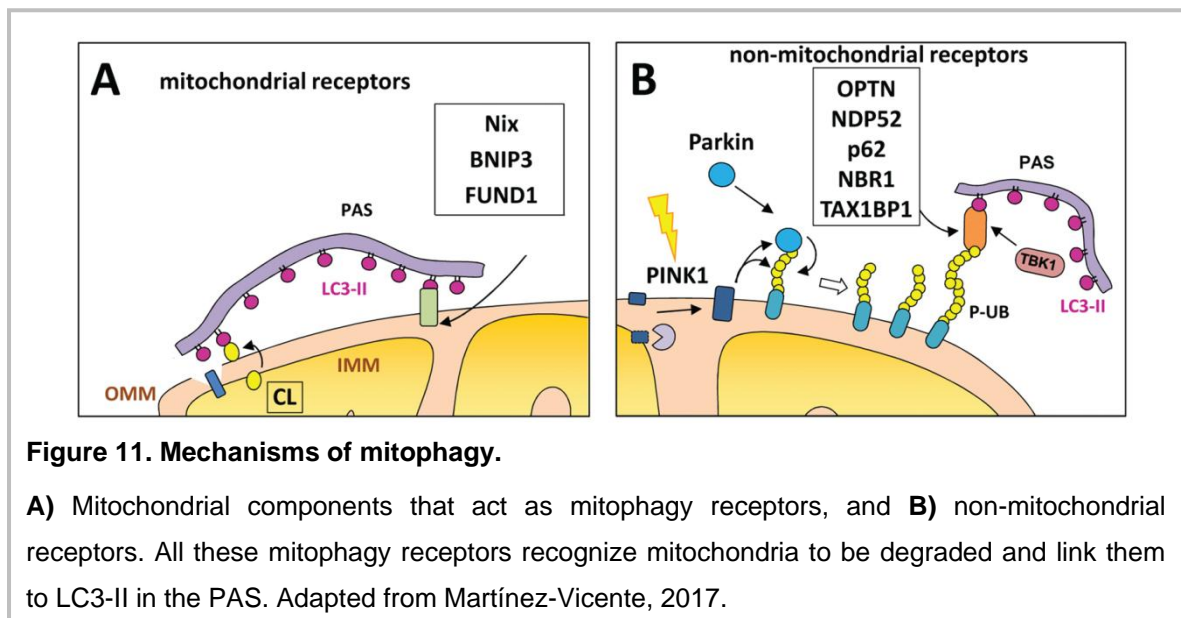 A
mitochondrial receptors
Nix
BNIP3
FUND1
PAS
LC3-II
OMM
IMM
CL
B
non-mitochondrial receptors
OPTN
NDP52
p62
NBR1
TAX1BP1
Parkin
PINK1
PAS
TBK1
P-UB
LC3-II
Figure 11. Mechanisms of mitophagy.
A) Mitochondrial components that act as mitophagy receptors, and B) non-mitochondrial
receptors. All these mitophagy receptors recognize mitochondria to be degraded and link them
to LC3-II in the PAS. Adapted from Martínez-Vicente, 2017.